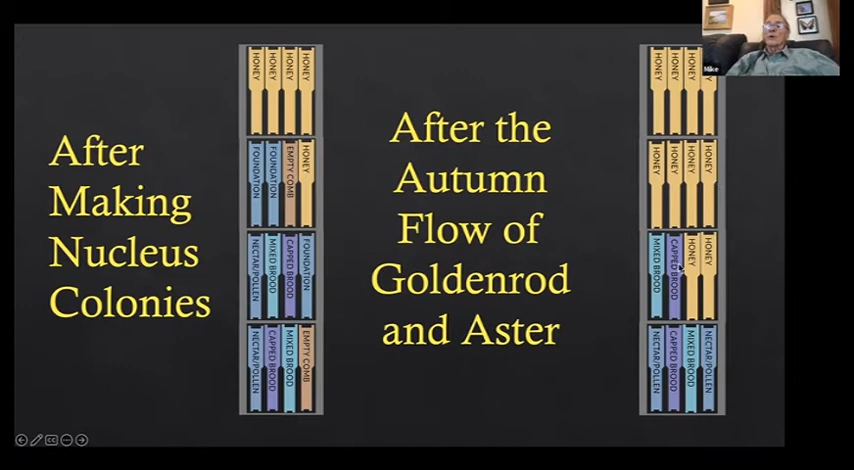 After
Making
Nucleus
Colonies
HONEY HONEY HONEY HONEY
FOUNDATION FOUNDATION EMPTY COMB HONEY
NECTAR/POLLEN MIXED BROOD CAPPED BROOD FOUNDATION
NECTAR/POLLEN CAPPED BROOD MIXED BROOD EMPTY COMB
After the
Autumn
Flow of
Goldenrod
and Aster
HONEY HONEY HONEY
HONEY HONEY HONEY HONEY
MIXED BROOD CAPPED BROOD HONEY HONEY
NECTAR/POLLEN CAPPED BROOD MIXED BROOD NECTAR/POLLEN
Mike
CC